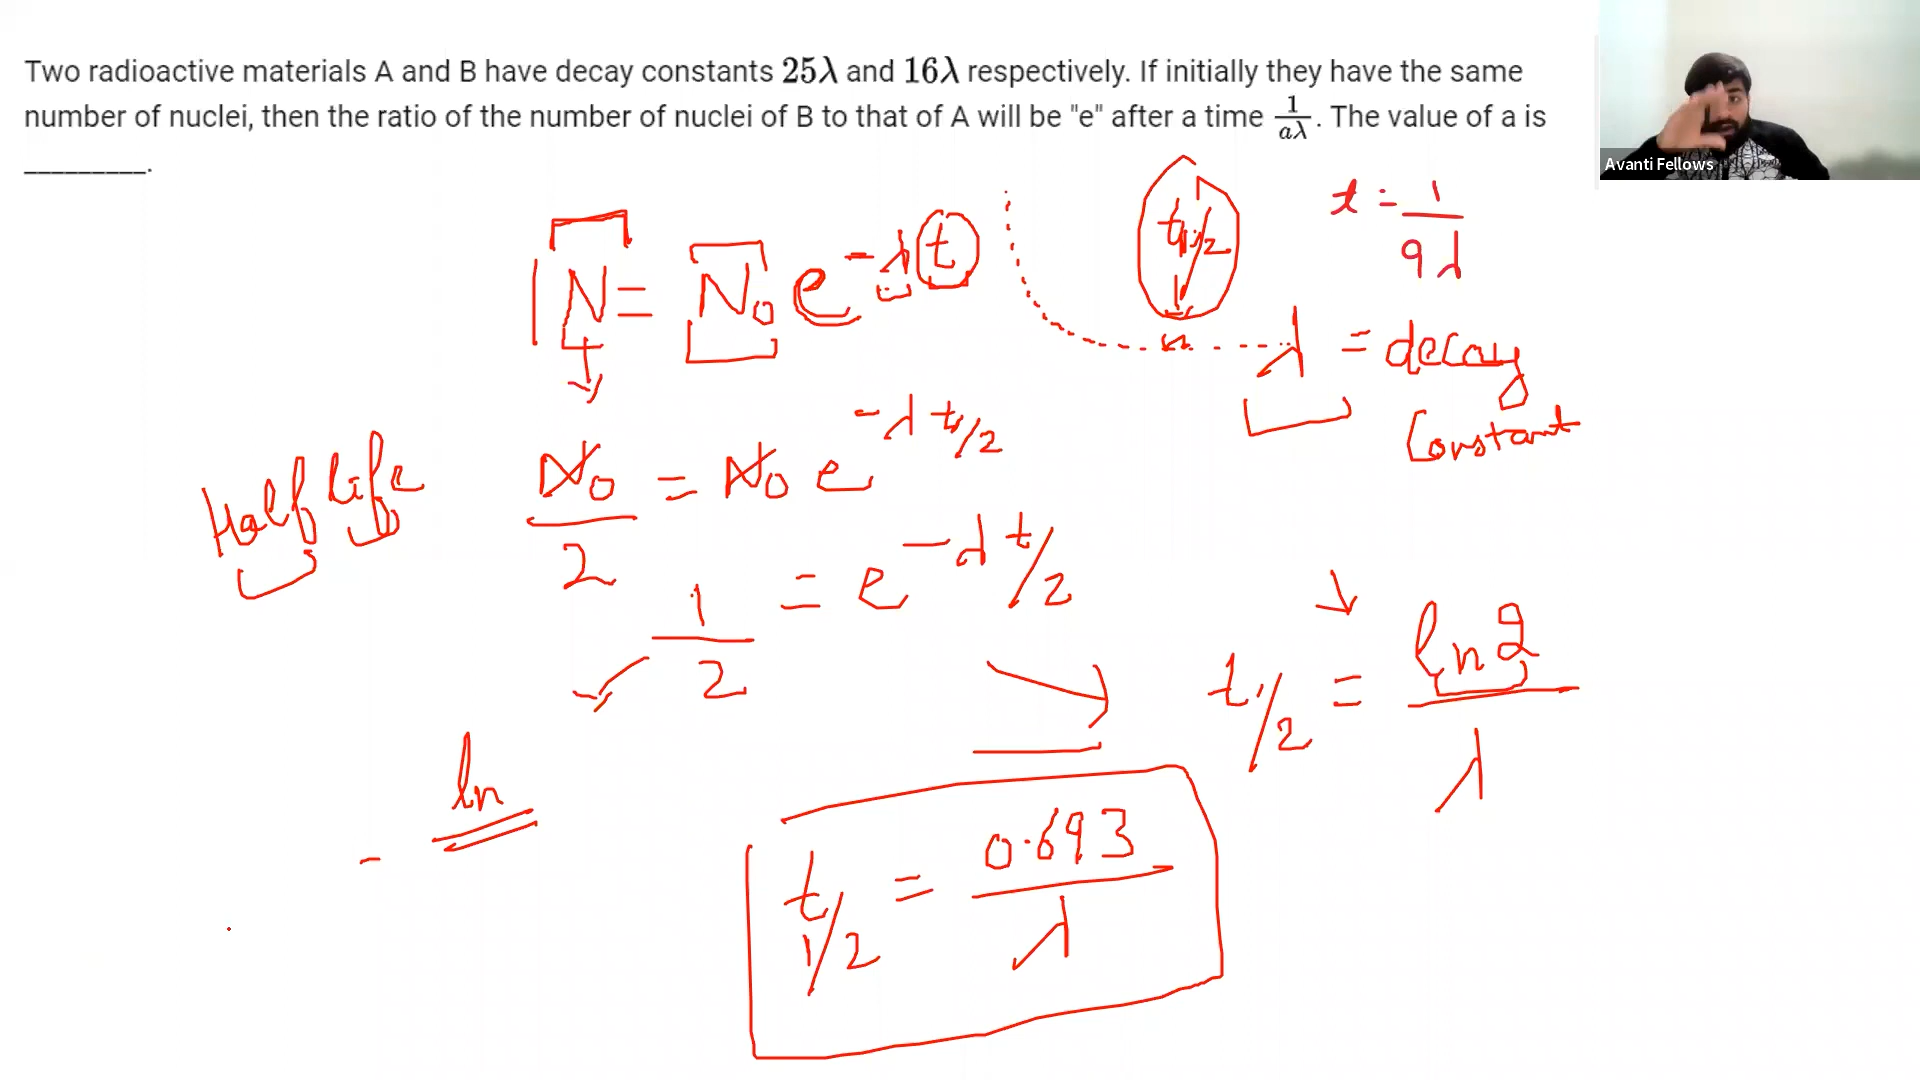 Two radioactive materials A and B have decay constants 25λ and 16λ respectively. If initially they have the same
number of nuclei, then the ratio of the number of nuclei of B to that of A will be "e" after a time 1/aλ. The value of a is
_________.
Avanti Fellows
t = 1/9λ
N = N₀ e^-λt
t1/2
λ = decay
Constant
Half life
N₀/2 = N₀ e^-λ t1/2
1/2 = e^-λ t/2
t1/2 = ln2/λ
ln
t1/2 = 0.693/λ